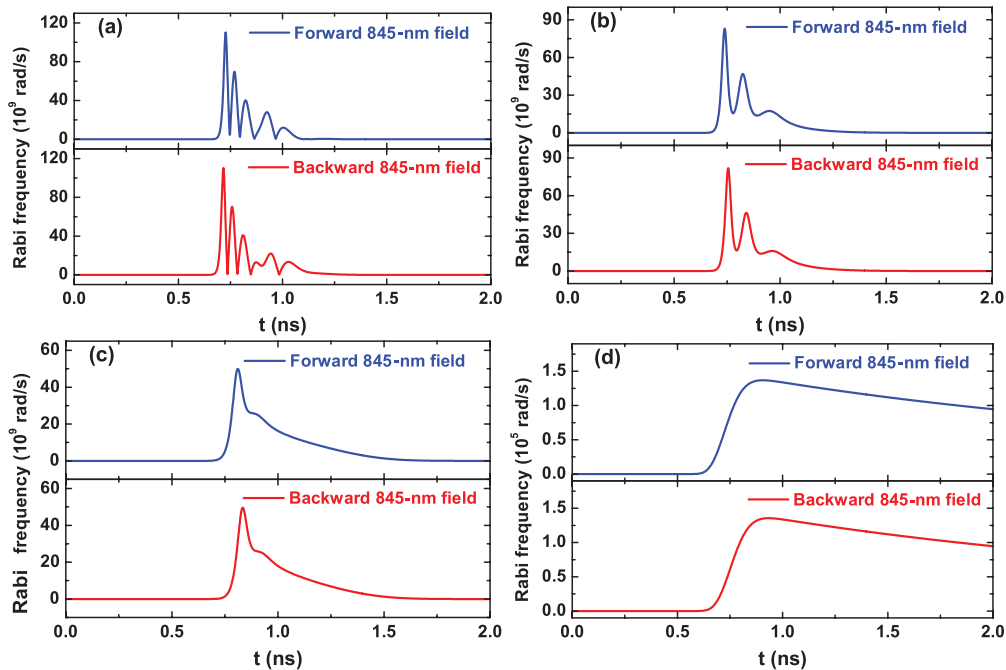 (a)
Forward 845-nm field
120
80
40
0
Backward 845-nm field
120
80
40
0
0.0 0.5 1.0 1.5 2.0
t (ns)
Rabi frequency (10⁹ rad/s)
(b)
Forward 845-nm field
90
60
30
0
Backward 845-nm field
90
60
30
0
0.0 0.5 1.0 1.5 2.0
t (ns)
Rabi frequency (10⁹ rad/s)
(c)
Forward 845-nm field
60
40
20
0
Backward 845-nm field
60
40
20
0
0.0 0.5 1.0 1.5 2.0
t (ns)
Rabi frequency (10⁹ rad/s)
(d)
Forward 845-nm field
1.5
1.0
0.5
0.0
Backward 845-nm field
1.5
1.0
0.5
0.0
0.0 0.5 1.0 1.5 2.0
t (ns)
Rabi frequency (10⁵ rad/s)